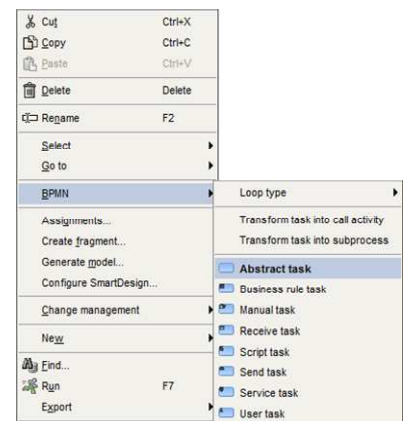 Cut Ctrl+X
Copy Ctrl+C
Paste Ctrl+V
Delete Delete
Rename F2
Select
Go to
BPMN
Assignments...
Create fragment...
Generate model...
Configure SmartDesign...
Change management
New
Find...
Run F7
Export
Loop type
Transform task into call activity
Transform task into subprocess
Abstract task
Business rule task
Manual task
Receive task
Script task
Send task
Service task
User task